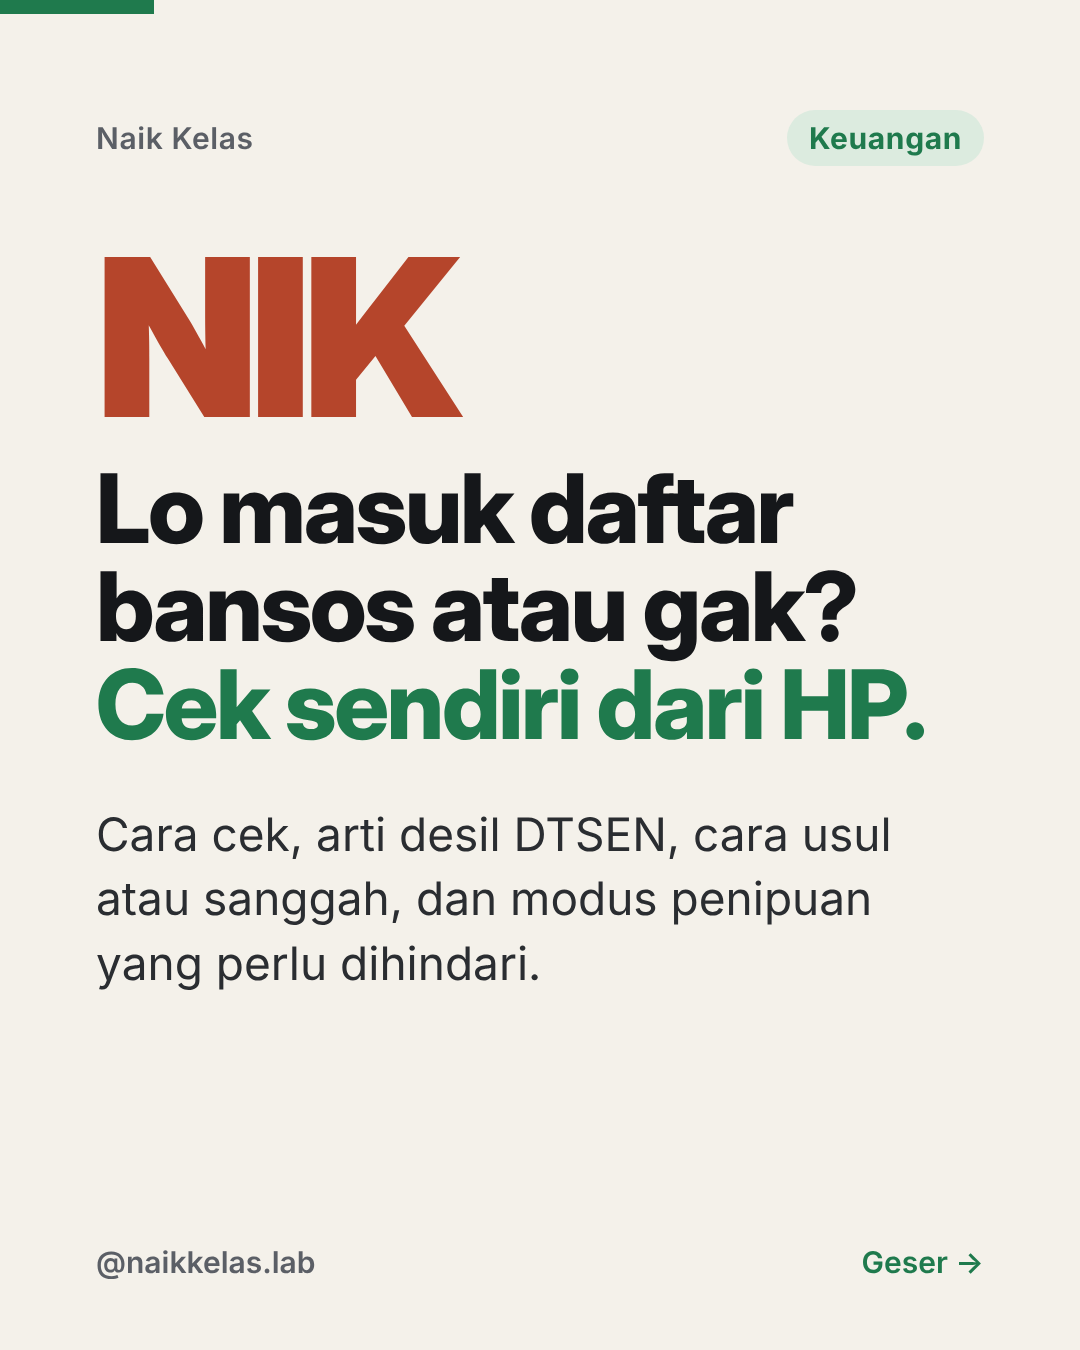 Naik Kelas
Keuangan
NIK
Lo masuk daftar
bansos atau gak?
Cek sendiri dari HP.
Cara cek, arti desil DTSEN, cara usul
atau sanggah, dan modus penipuan
yang perlu dihindari.
@naikkelas.lab
Geser →